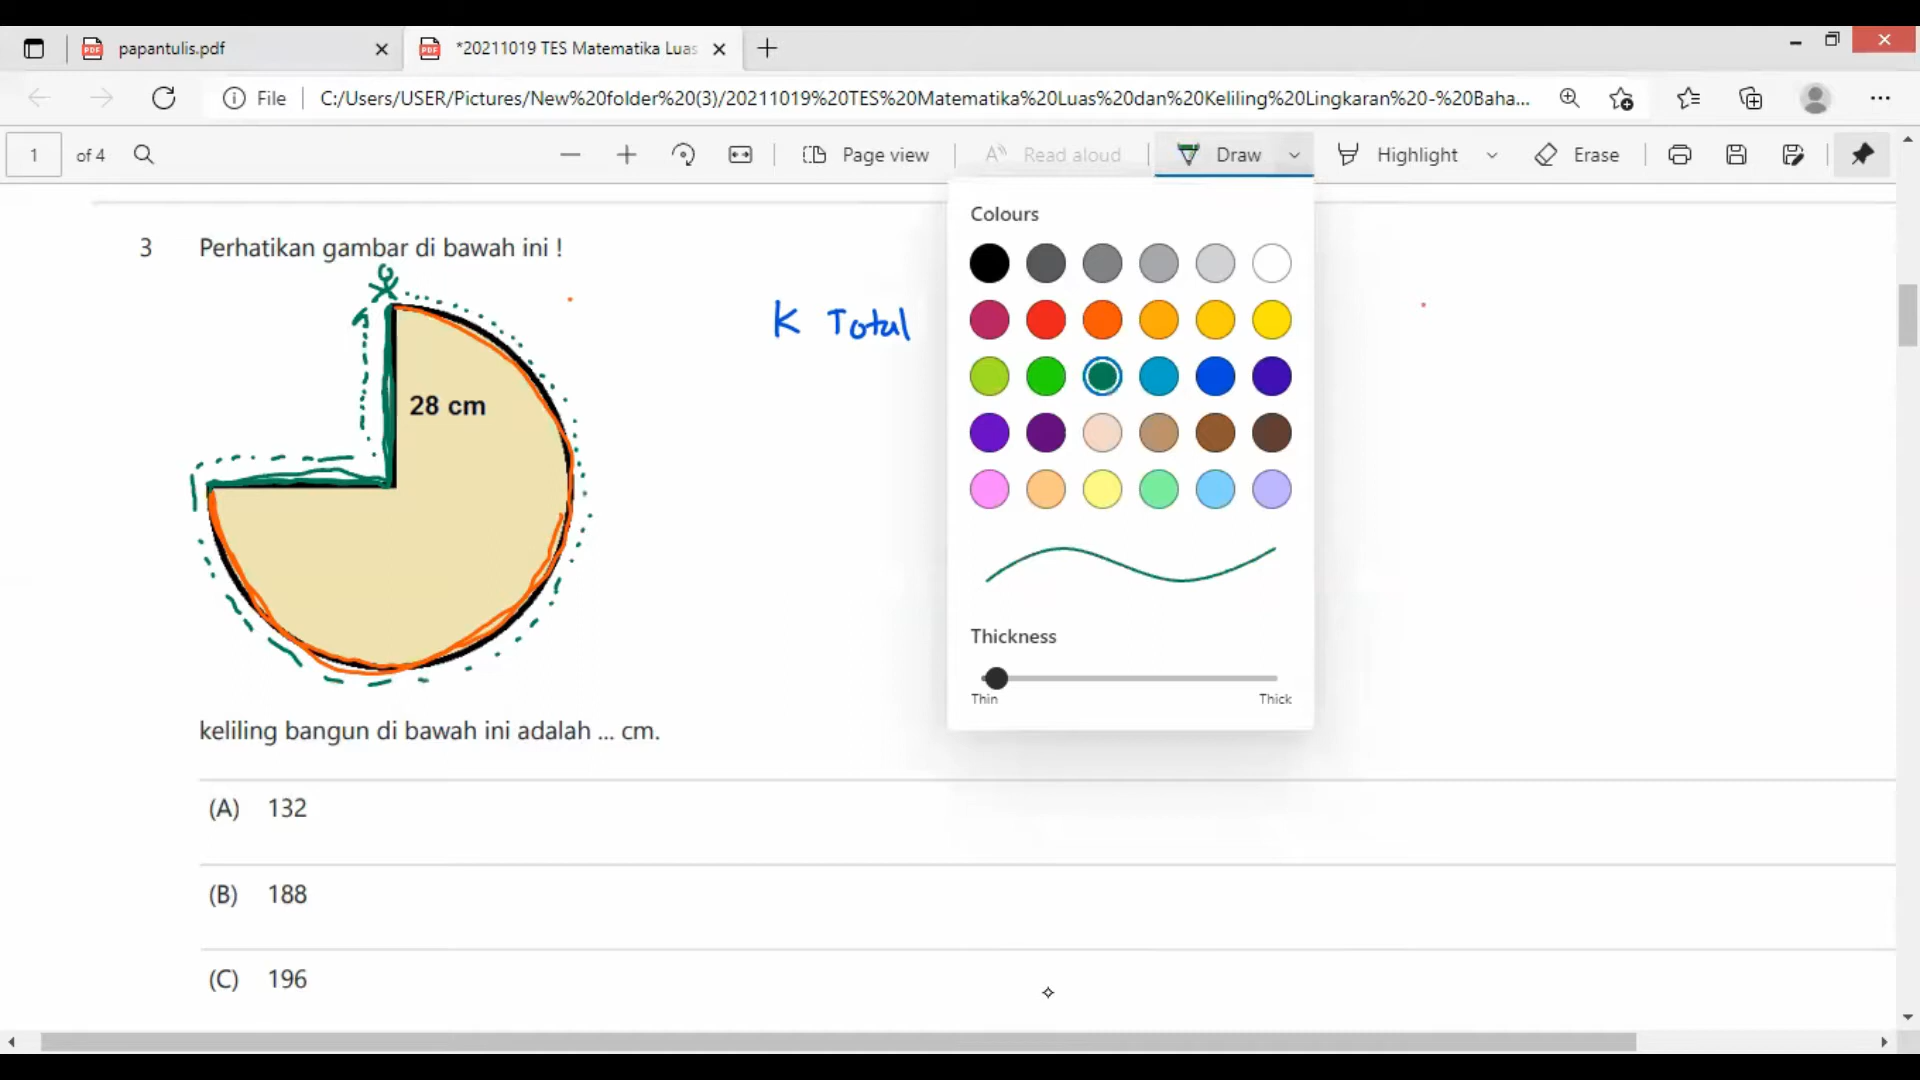 papantulis.pdf
*20211019 TES Matematika Luas
File
C:/Users/USER/Pictures/New%20folder%20(3)/20211019%20TES%20Matematika%20Luas%20dan%20Keliling%20Lingkaran%20-%20Baha...
1 of 4
Page view
Read aloud
Draw
Highlight
Erase
Colours
3 Perhatikan gambar di bawah ini !
K Total
28 cm
Thickness
Thin Thick
keliling bangun di bawah ini adalah ... cm.
(A) 132
(B) 188
(C) 196